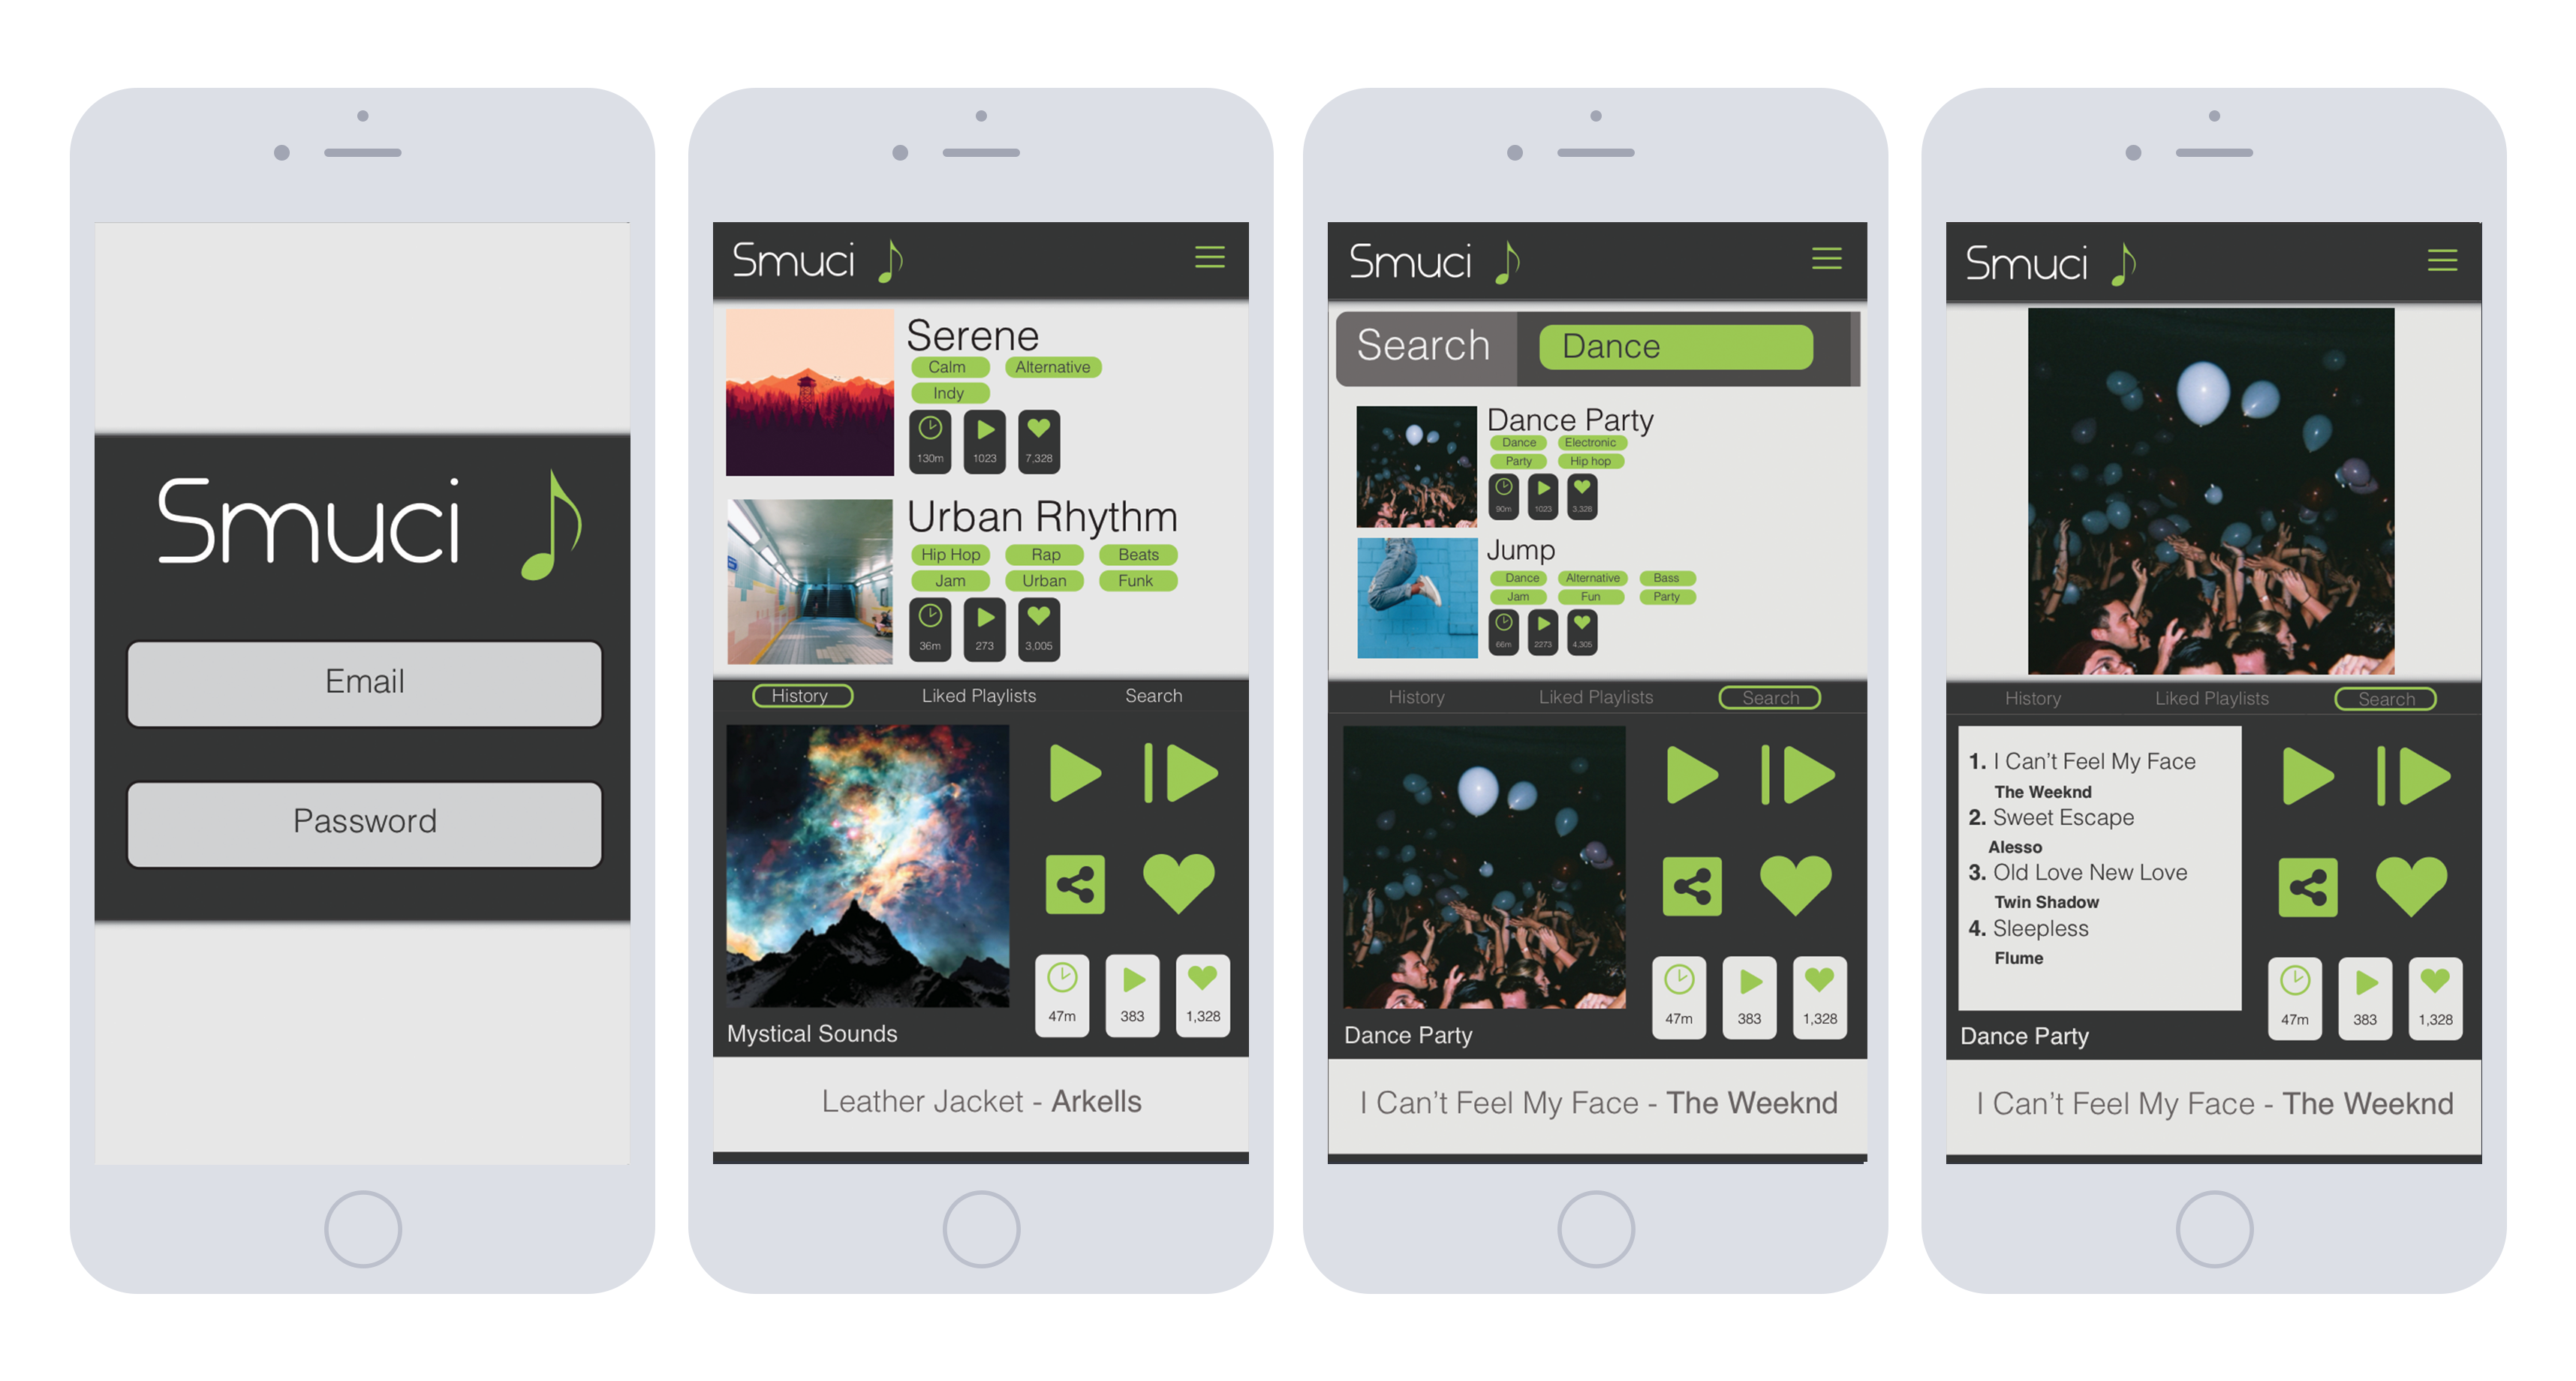 Smuci
Email
Password
Smuci
Serene
Calm Alternative
Indy
130m 1023 7,328
Urban Rhythm
Hip Hop Rap Beats
Jam Urban Funk
36m 273 3,005
History Liked Playlists Search
47m 383 1,328
Mystical Sounds
Leather Jacket - Arkells
Smuci
Search Dance
Dance Party
Dance Electronic
Party Hip hop
90m 1023 3,328
Jump
Dance Alternative Bass
Jam Fun Party
66m 2273 4,305
History Liked Playlists Search
47m 383 1,328
Dance Party
I Can't Feel My Face - The Weeknd
Smuci
History Liked Playlists Search
1. I Can't Feel My Face
The Weeknd
2. Sweet Escape
Alesso
3. Old Love New Love
Twin Shadow
4. Sleepless
Flume
47m 383 1,328
Dance Party
I Can't Feel My Face - The Weeknd